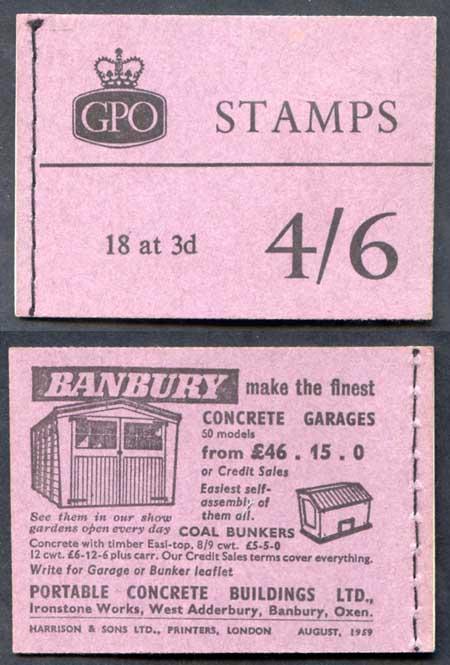 GPO STAMPS
18 at 3d 4/6
BANBURY make the finest
CONCRETE GARAGES
50 models
from £46 . 15 . 0
or Credit Sales
Easiest self-
assembly of
them all.
See them in our show
gardens open every day
COAL BUNKERS
Concrete with timber Easi-top. 8/9 cwt. £5-5-0
12 cwt. £6-12-6 plus carr. Our Credit Sales terms cover everything.
Write for Garage or Bunker leaflet
PORTABLE CONCRETE BUILDINGS LTD.,
Ironstone Works, West Adderbury, Banbury, Oxon.
HARRISON & SONS LTD., PRINTERS, LONDON AUGUST, 1959